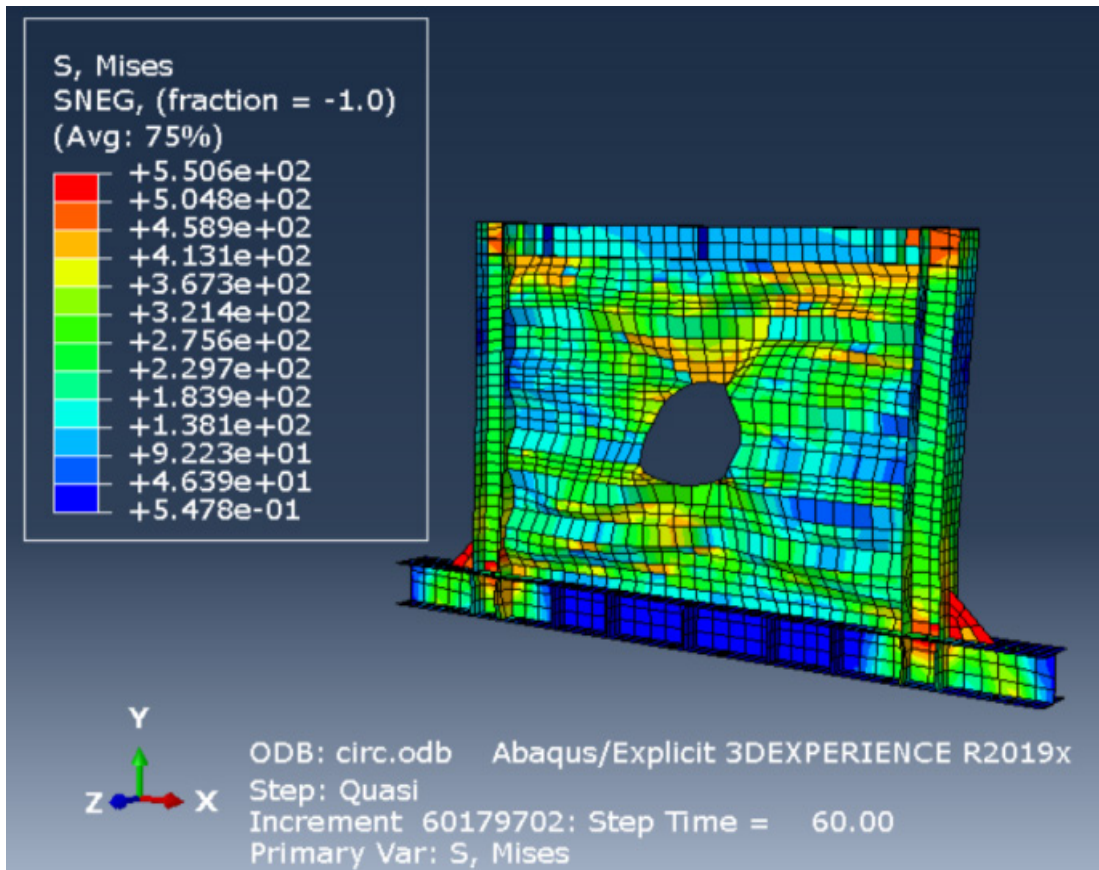 S, Mises
SNEG, (fraction = -1.0)
(Avg: 75%)
+5.506e+02
+5.048e+02
+4.589e+02
+4.131e+02
+3.673e+02
+3.214e+02
+2.756e+02
+2.297e+02
+1.839e+02
+1.381e+02
+9.223e+01
+4.639e+01
+5.478e-01
Y
Z X
ODB: circ.odb Abaqus/Explicit 3DEXPERIENCE R2019x
Step: Quasi
Increment 60179702: Step Time = 60.00
Primary Var: S, Mises